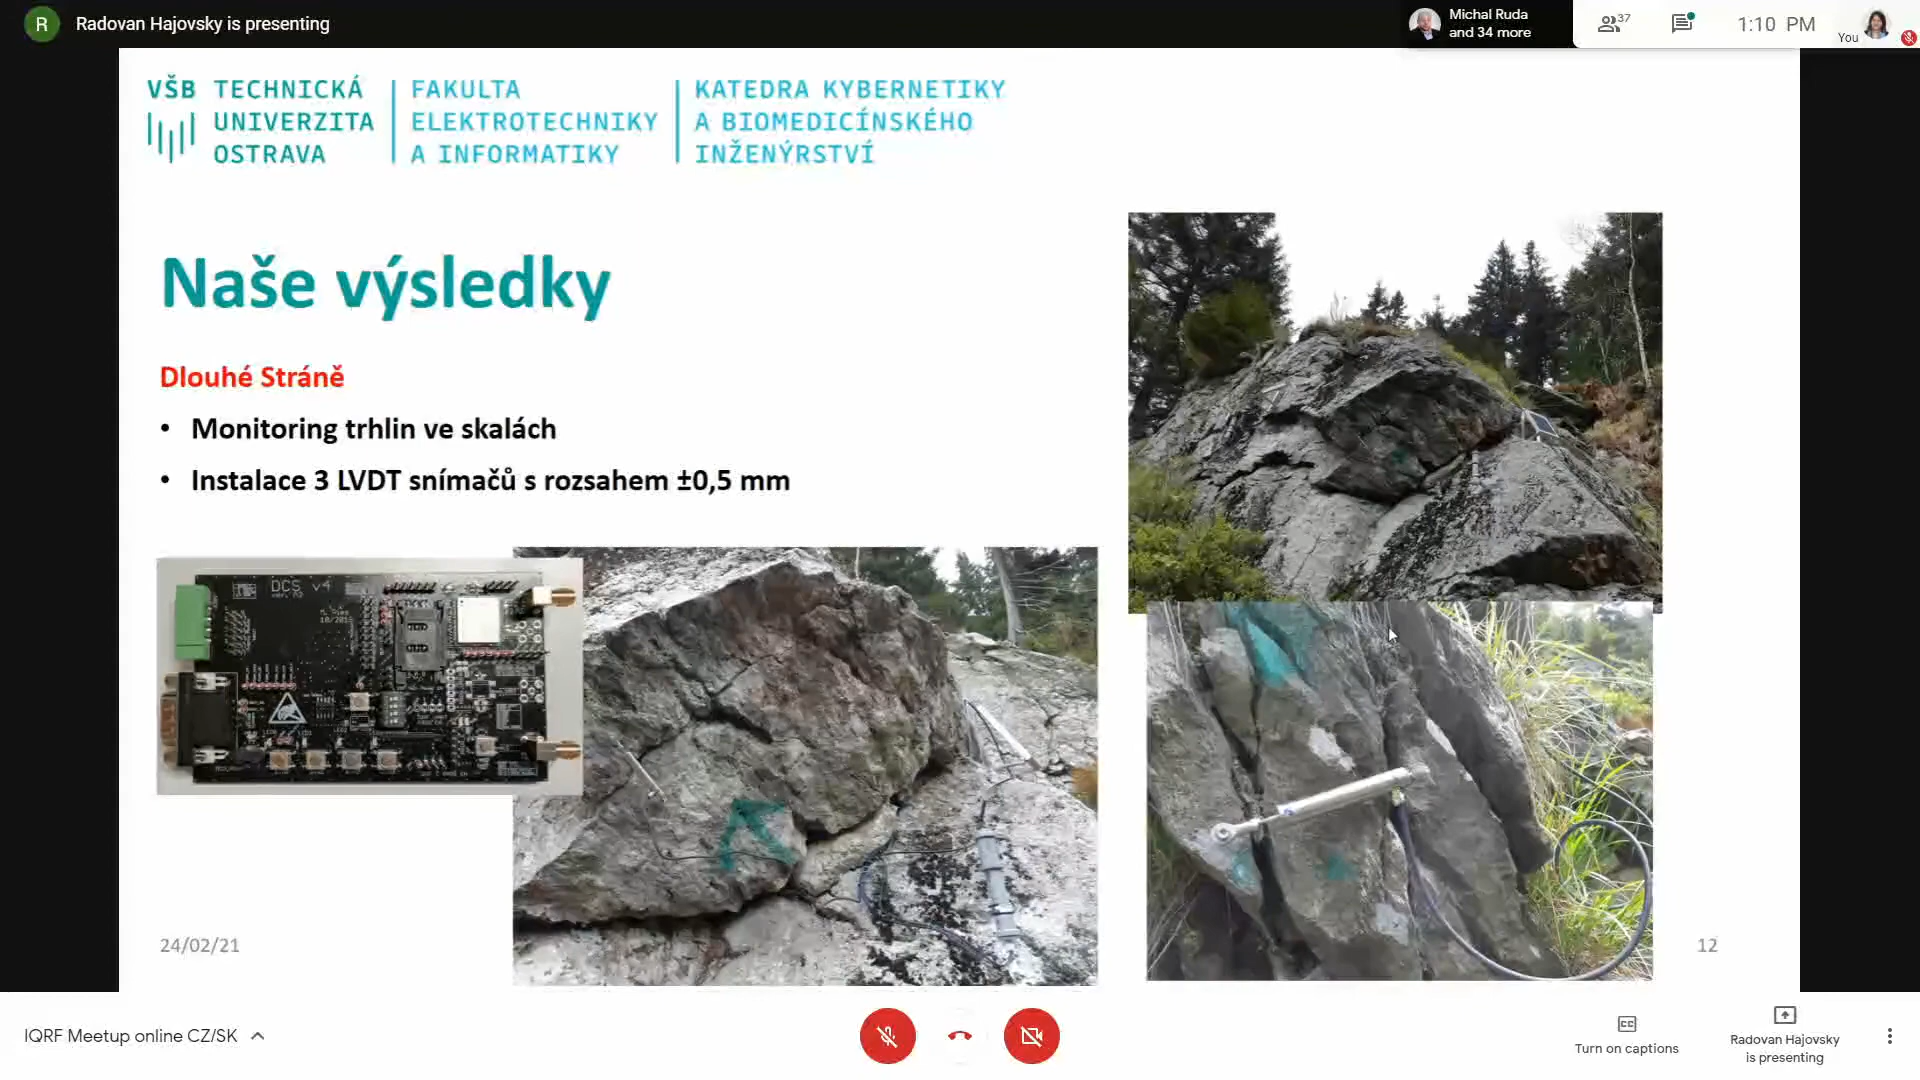 R Radovan Hajovsky is presenting
Michal Ruda
and 34 more
37
1:10 PM
You
VŠB TECHNICKÁ
UNIVERZITA
OSTRAVA
FAKULTA
ELEKTROTECHNIKY
A INFORMATIKY
KATEDRA KYBERNETIKY
A BIOMEDICÍNSKÉHO
INŽENÝRSTVÍ
Naše výsledky
Dlouhé Stráně
• Monitoring trhlin ve skalách
• Instalace 3 LVDT snímačů s rozsahem ±0,5 mm
DCS v4
24/02/21
12
IQRF Meetup online CZ/SK
Turn on captions
Radovan Hajovsky
is presenting